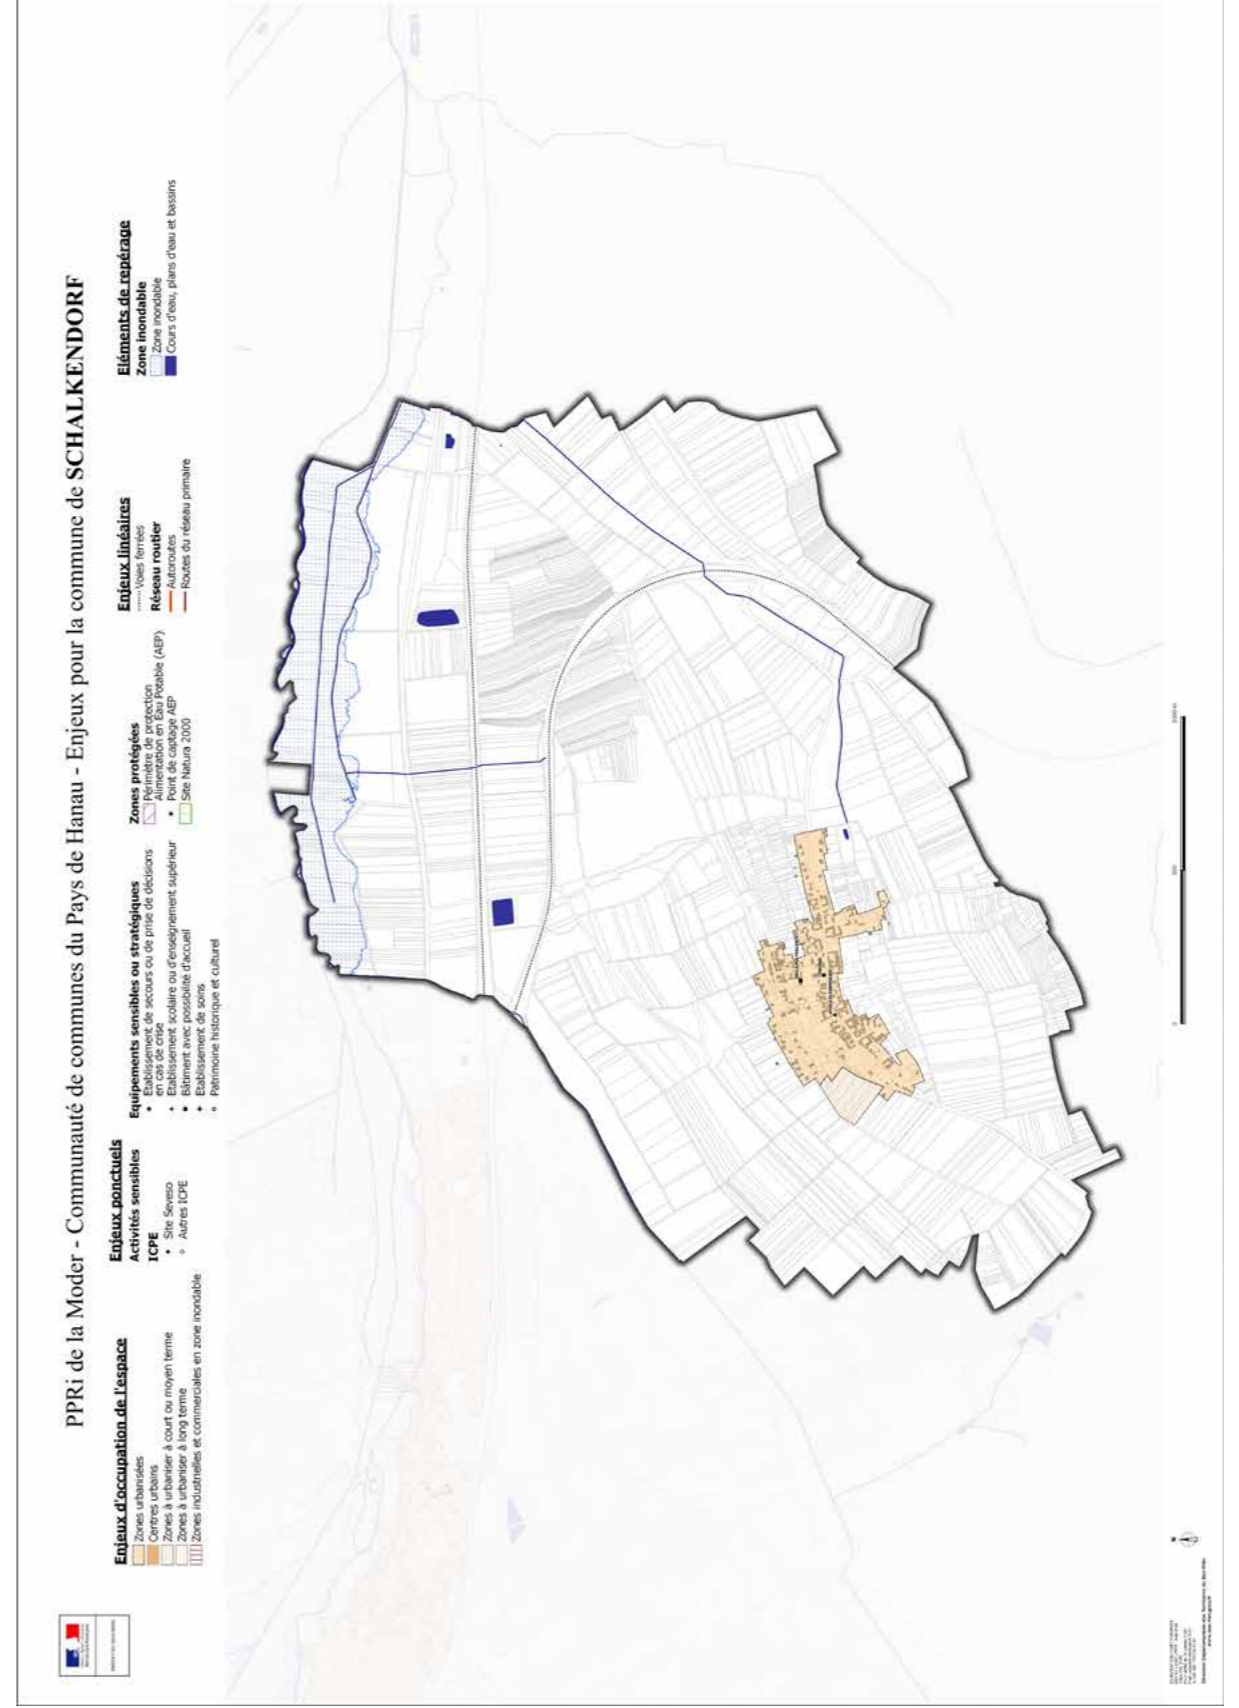 PPRi de la Moder - Communauté de communes du Pays de Hanau - Enjeux pour la commune de SCHALKENDORF
Enjeux d'occupation de l'espace
Zones urbanisées
Centres urbains
Zones à urbaniser à court ou moyen terme
Zones à urbaniser à long terme
Zones industrielles et commerciales en zone inondable
Enjeux ponctuels
Activités sensibles
ICPE
Site Seveso
Autres ICPE
Equipements sensibles ou stratégiques
Etablissement de secours ou de prise de décisions
en cas de crise
Etablissement scolaire ou d'enseignement supérieur
Bâtiment avec possibilité d'accueil
Etablissement de soins
Patrimoine historique et culturel
Zones protégées
Périmètre de protection
Alimentation en Eau Potable (AEP)
Point de captage AEP
Site Natura 2000
Enjeux linéaires
Voies ferrées
Réseau routier
Autoroutes
Routes du réseau primaire
Eléments de repérage
Zone inondable
Zone inondable
Cours d'eau, plans d'eau et bassins
0
500
1000 m
N